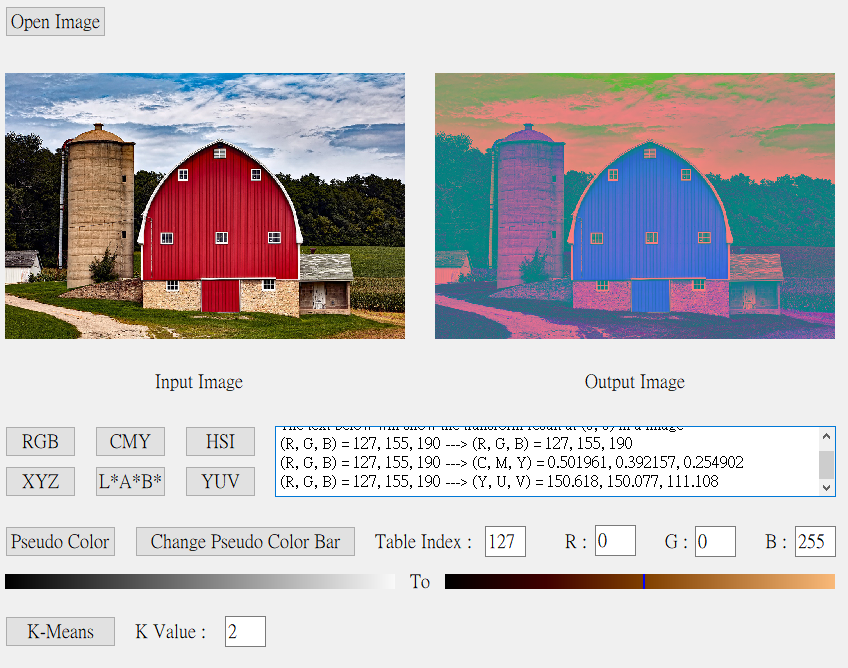 Open Image
Input Image
Output Image
RGB
CMY
HSI
XYZ
L*A*B*
YUV
The text below will show the transform result at (0, 0) in a image
(R, G, B) = 127, 155, 190 ---> (R, G, B) = 127, 155, 190
(R, G, B) = 127, 155, 190 ---> (C, M, Y) = 0.501961, 0.392157, 0.254902
(R, G, B) = 127, 155, 190 ---> (Y, U, V) = 150.618, 150.077, 111.108
Pseudo Color
Change Pseudo Color Bar
Table Index : 127
R : 0
G : 0
B : 255
To
K-Means
K Value : 2